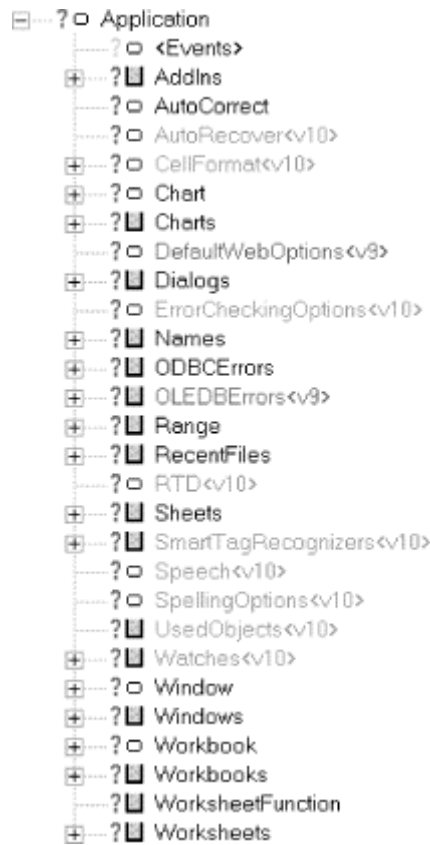 ? Application
? <Events>
? AddIns
? AutoCorrect
? AutoRecover<v10>
? CellFormat<v10>
? Chart
? Charts
? DefaultWebOptions<v9>
? Dialogs
? ErrorCheckingOptions<v10>
? Names
? ODBCErrors
? OLEDBErrors<v9>
? Range
? RecentFiles
? RTD<v10>
? Sheets
? SmartTagRecognizers<v10>
? Speech<v10>
? SpellingOptions<v10>
? UsedObjects<v10>
? Watches<v10>
? Window
? Windows
? Workbook
? Workbooks
? WorksheetFunction
? Worksheets